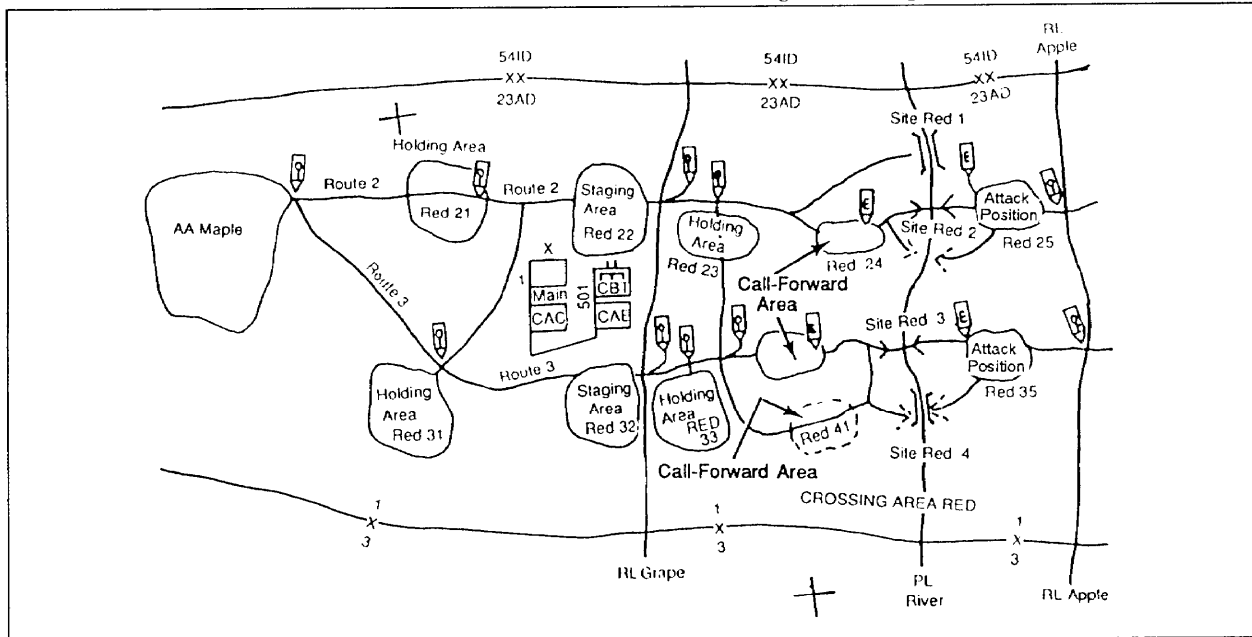 RL
Apple
54ID
XX
23AD
54ID
XX
23AD
54ID
XX
23AD
Site Red 1
Holding Area
Red 21
Route 2
Route 2
Staging
Area
Red 22
AA Maple
Holding
Area
Red 23
E
Red 24
Site Red 2
E
Attack
Position
Red 25
Call-Forward
Area
Route 3
X
1
Main
CAC
501
CBT
CAE
Site Red 3
E
E
Attack
Position
Red 35
Route 3
Holding
Area
Red 31
Staging
Area
Red 32
Holding
Area
RED
33
Red 41
Call-Forward Area
Site Red 4
CROSSING AREA RED
1
X
3
1
X
3
1
X
3
RL Grape
PL
River
RL Apple